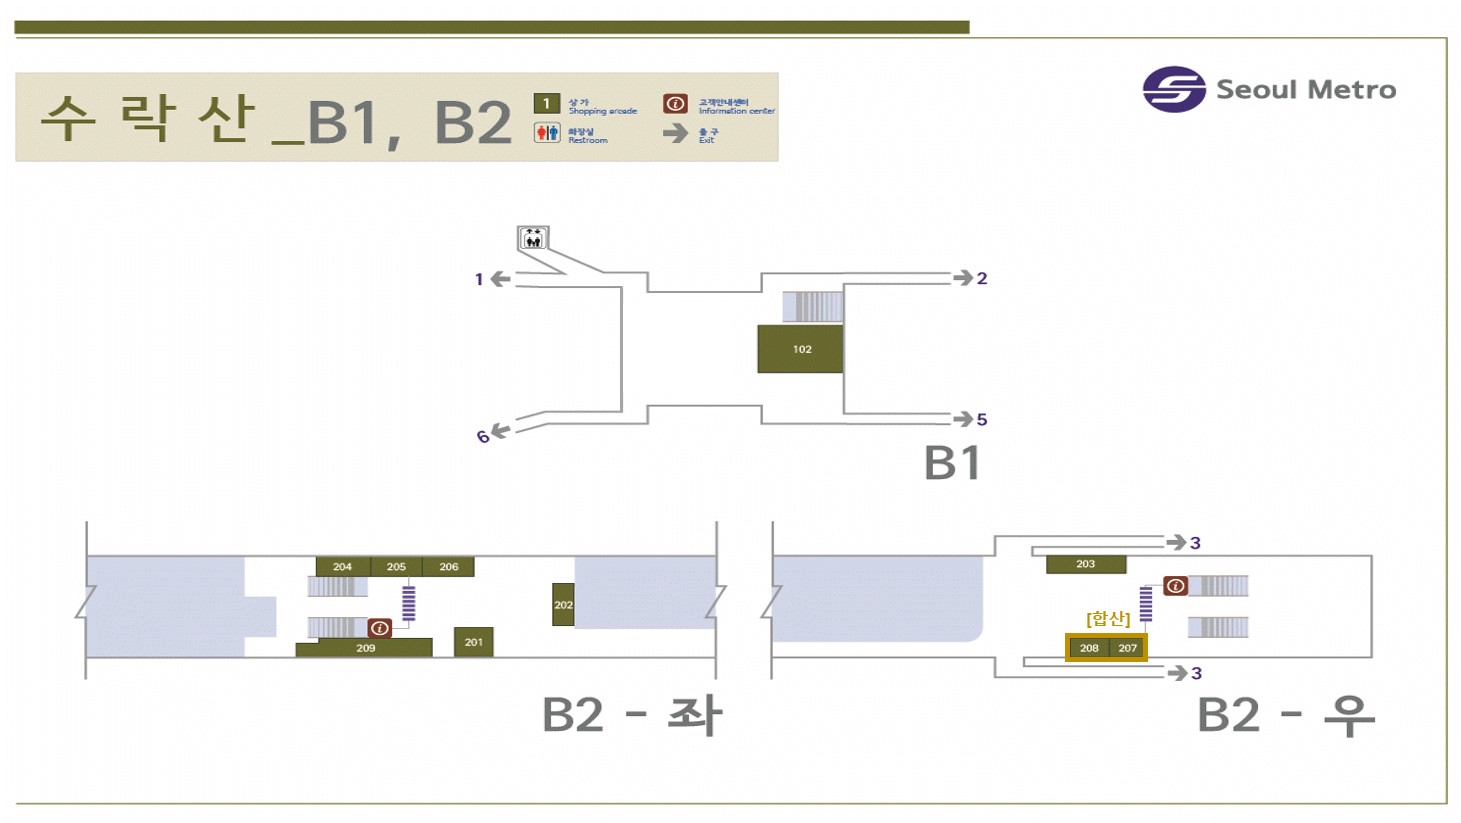 수 락 산 _B1, B2
1 상 가
Shopping arcade
고객안내센터
Information center
화장실
Restroom
출 구
Exit
Seoul Metro
1
2
102
6
5
B1
3
204 205 206
203
202
[합산]
201
209
208 207
3
B2 - 좌
B2 - 우